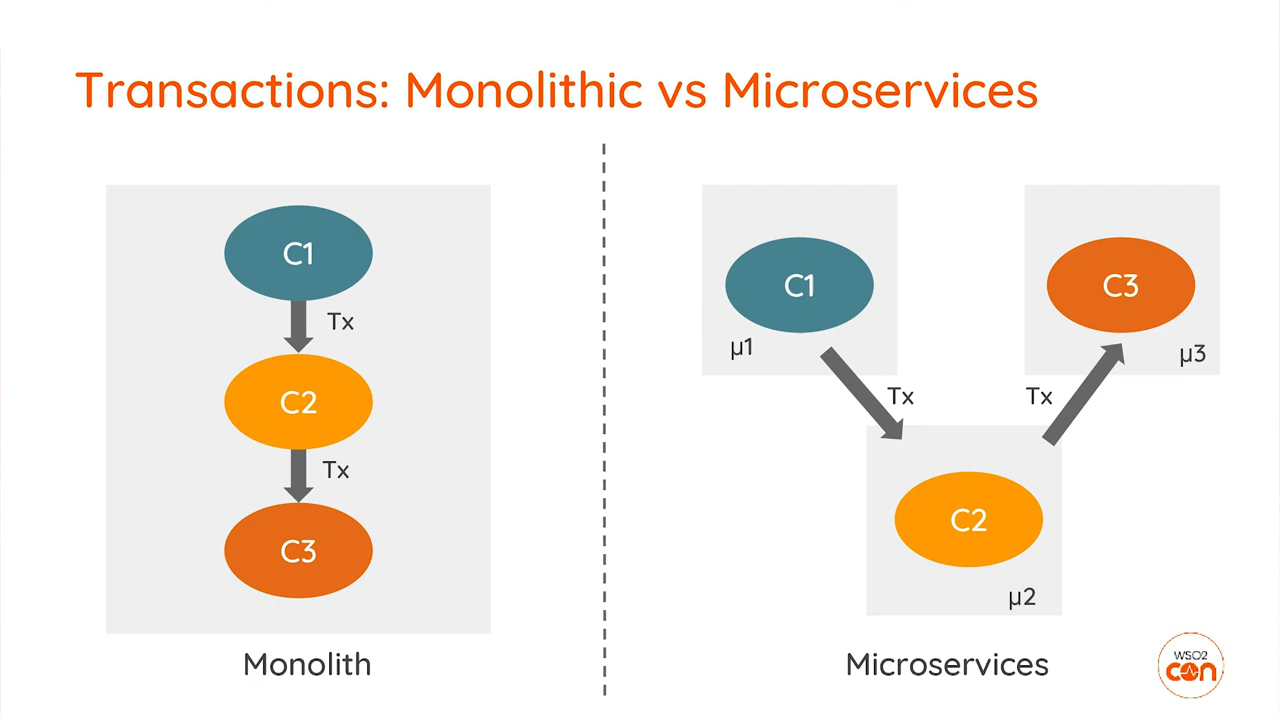 Transactions: Monolithic vs Microservices
C1
Tx
C2
Tx
C3
Monolith
C1
µ1
Tx
C2
µ2
Tx
C3
µ3
Microservices
WSO2
con